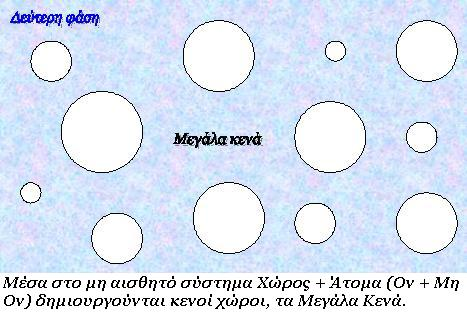 Δεύτερη φάση
Μεγάλα κενά
Μέσα στο μη αισθητό σύστημα Χώρος + Άτομα (Ον + Μη
Ον) δημιουργούνται κενοί χώροι, τα Μεγάλα Κενά.